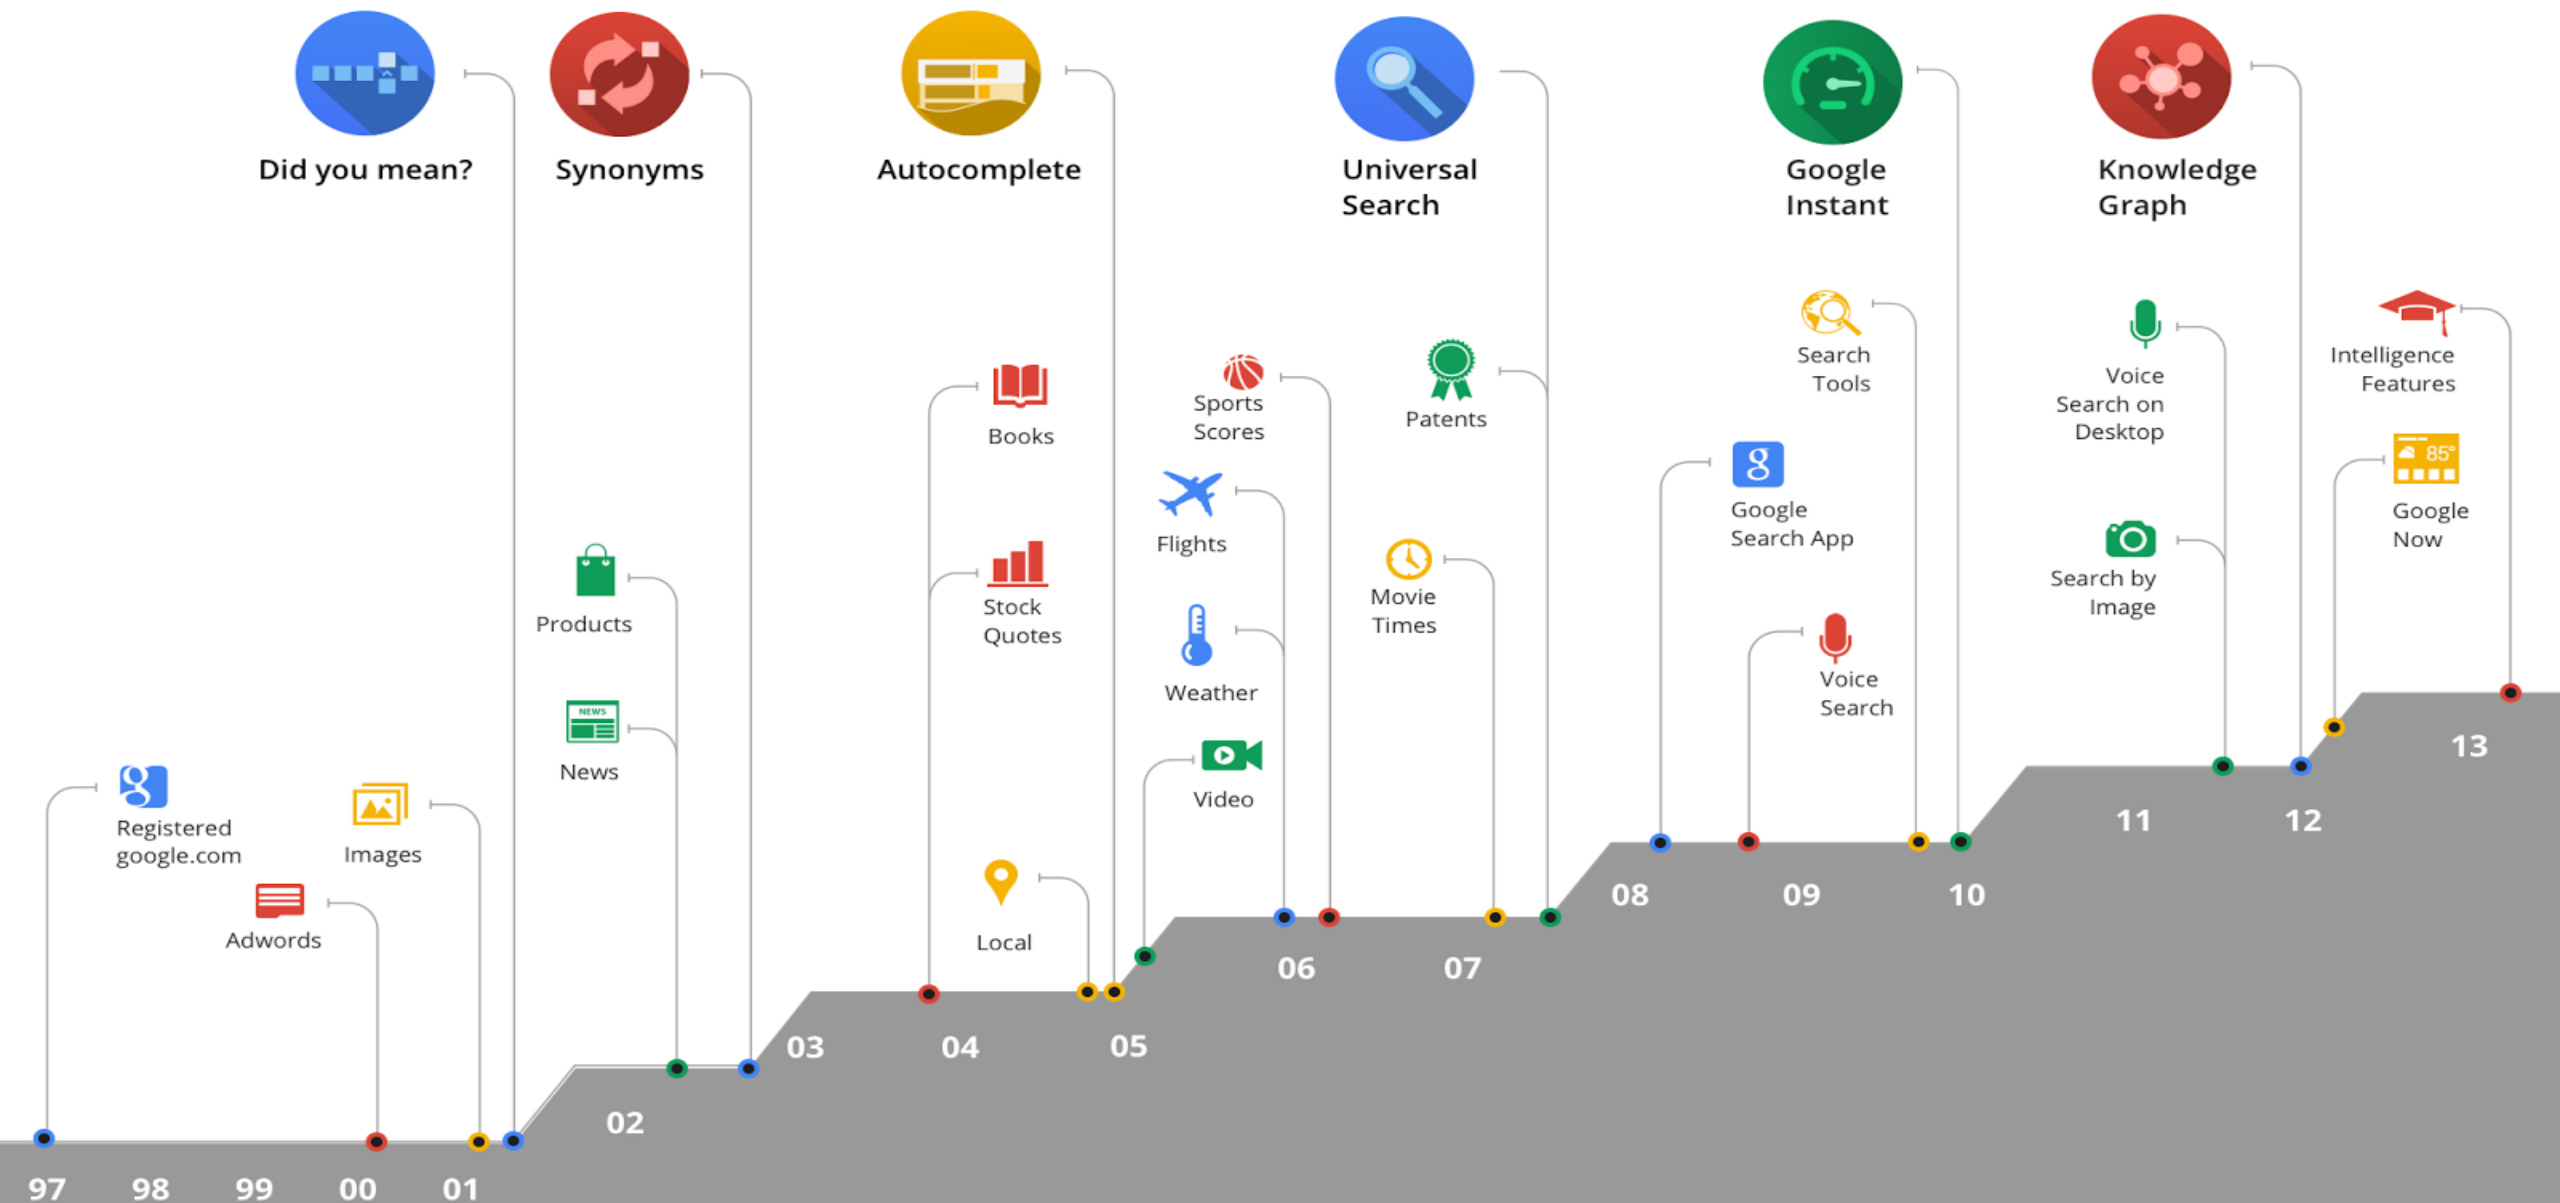 Did you mean?
Synonyms
Autocomplete
Universal
Search
Google
Instant
Knowledge
Graph
Registered
google.com
Adwords
Images
Products
NEWS
News
Books
Stock
Quotes
Local
Sports
Scores
Flights
Weather
Video
Patents
Movie
Times
Search
Tools
g
Google
Search App
Voice
Search
Voice
Search on
Desktop
Search by
Image
Intelligence
Features
85°
Google
Now
g
97
98
99
00
01
02
03
04
05
06
07
08
09
10
11
12
13